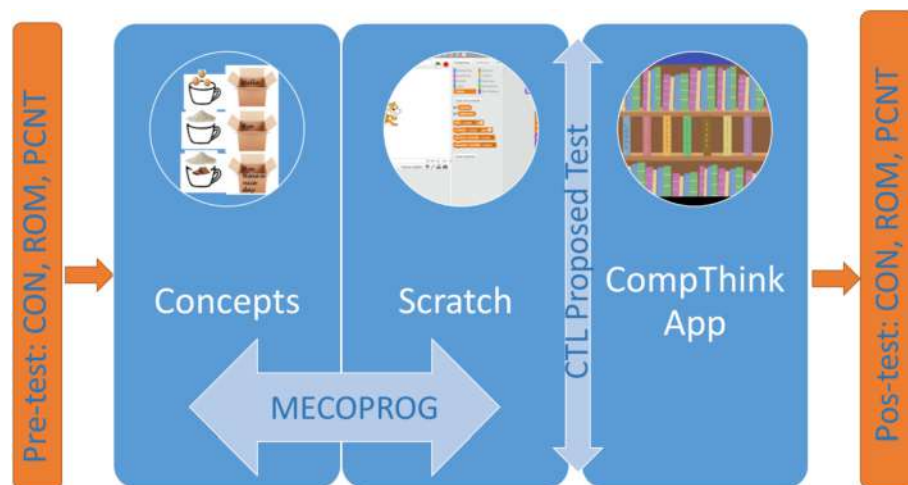 Pre-test: CON, ROM, PCNT
Concepts
Scratch
MECOPROG
CTL Proposed Test
CompThink
App
Pos-test: CON, ROM, PCNT